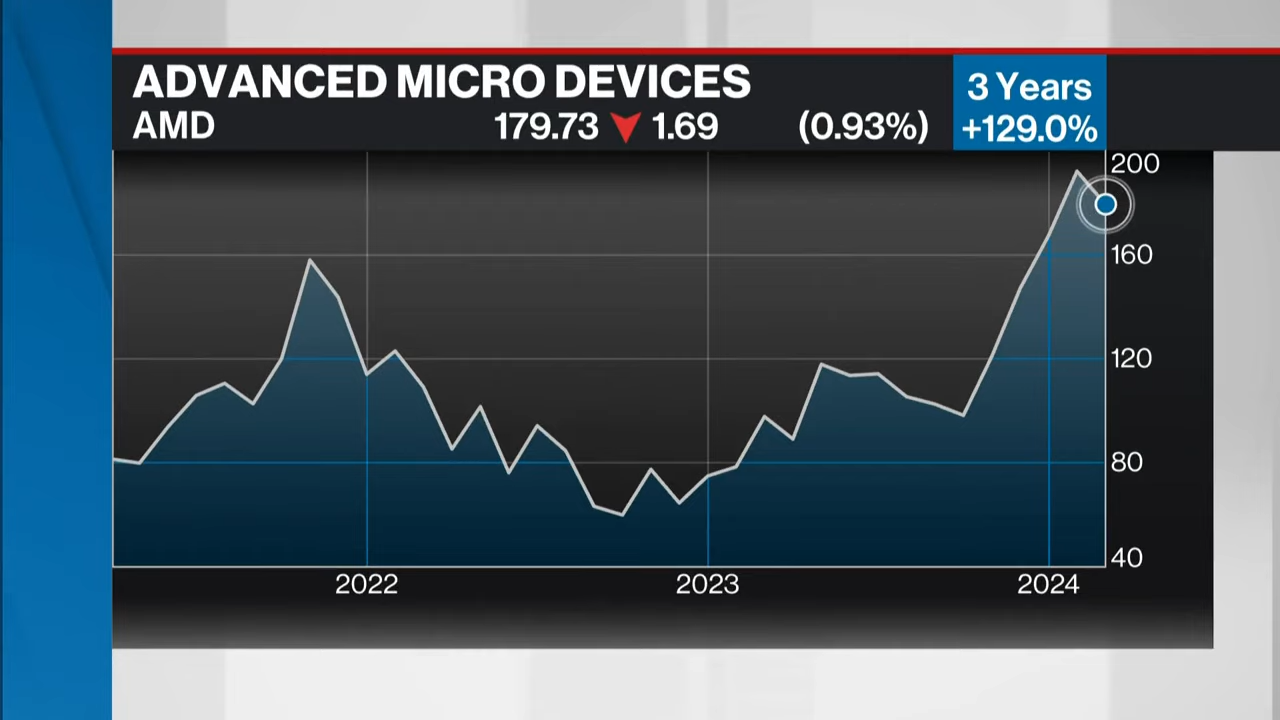 ADVANCED MICRO DEVICES
AMD 179.73 ▼ 1.69 (0.93%)
3 Years
+129.0%
200
160
120
80
40
2022 2023 2024